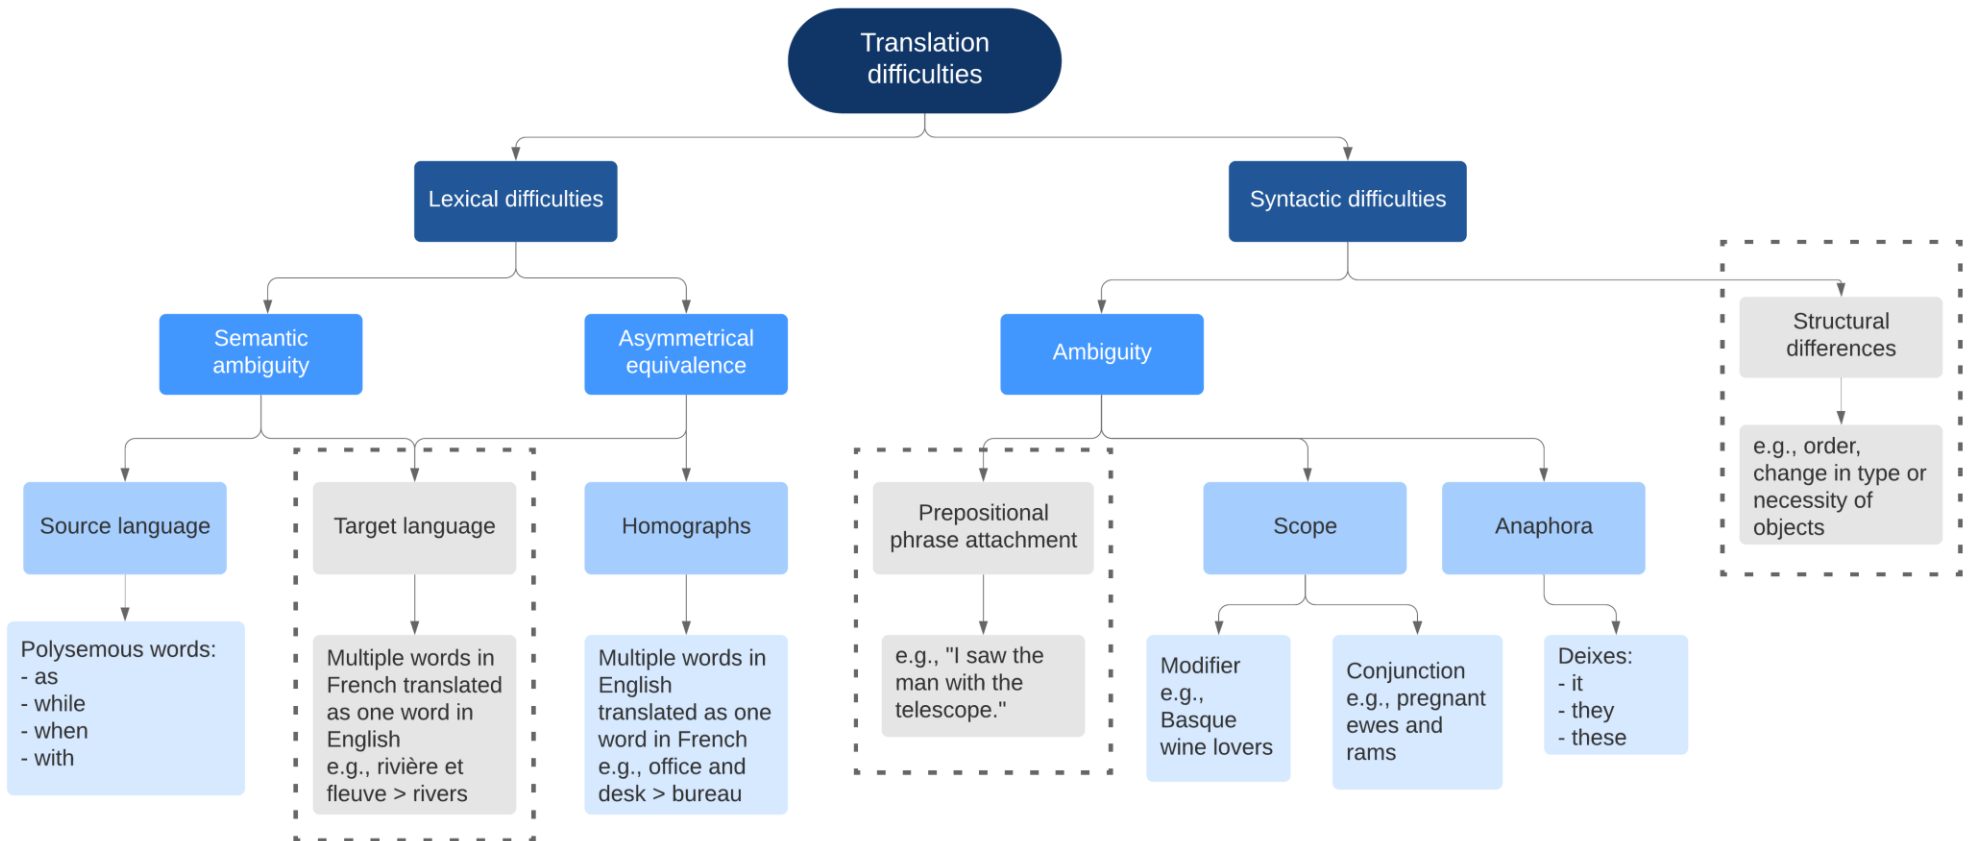 Translation
difficulties
Lexical difficulties
Syntactic difficulties
Semantic
ambiguity
Asymmetrical
equivalence
Ambiguity
Structural
differences
e.g., order,
change in type or
necessity of
objects
Source language
Target language
Homographs
Prepositional
phrase attachment
Scope
Anaphora
Polysemous words:
- as
- while
- when
- with
Multiple words in
French translated
as one word in
English
e.g., rivière et
fleuve > rivers
Multiple words in
English
translated as one
word in French
e.g., office and
desk > bureau
e.g., "I saw the
man with the
telescope."
Modifier
e.g.,
Basque
wine lovers
Conjunction
e.g., pregnant
ewes and
rams
Deixes:
- it
- they
- these